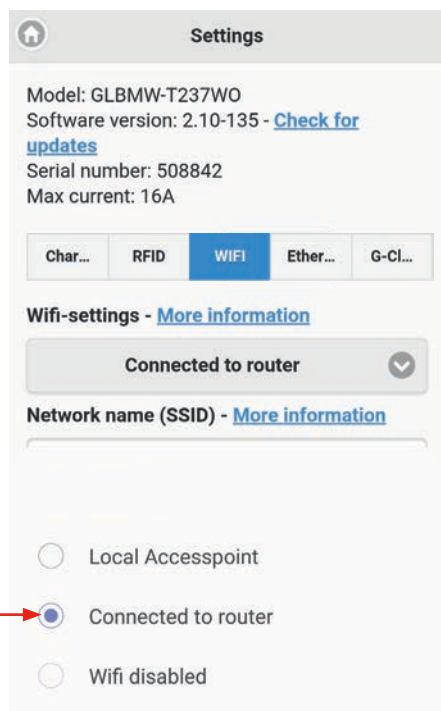 Settings
Model: GLBMW-T237WO
Software version: 2.10-135 - Check for
updates
Serial number: 508842
Max current: 16A
Char... RFID WIFI Ether... G-Cl...
Wifi-settings - More information
Connected to router
Network name (SSID) - More information
Local Accesspoint
Connected to router
Wifi disabled